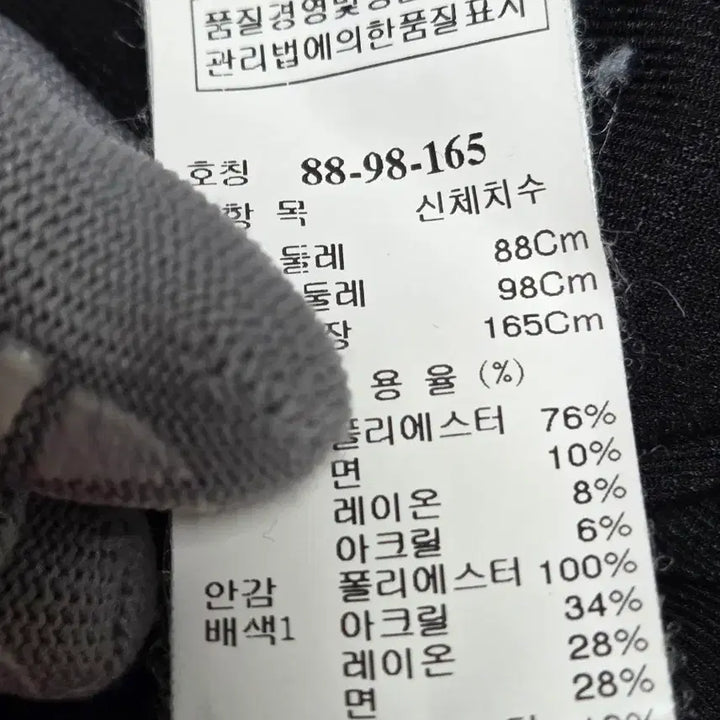 품질경영및
관리법에의한품질표시
호칭 88-98-165
항 목 신체치수
둘레 88Cm
둘레 98Cm
장 165Cm
용 율 (%)
폴리에스터 76%
면 10%
레이온 8%
아크릴 6%
안감 폴리에스터 100%
배색1 아크릴 34%
레이온 28%
면 28%